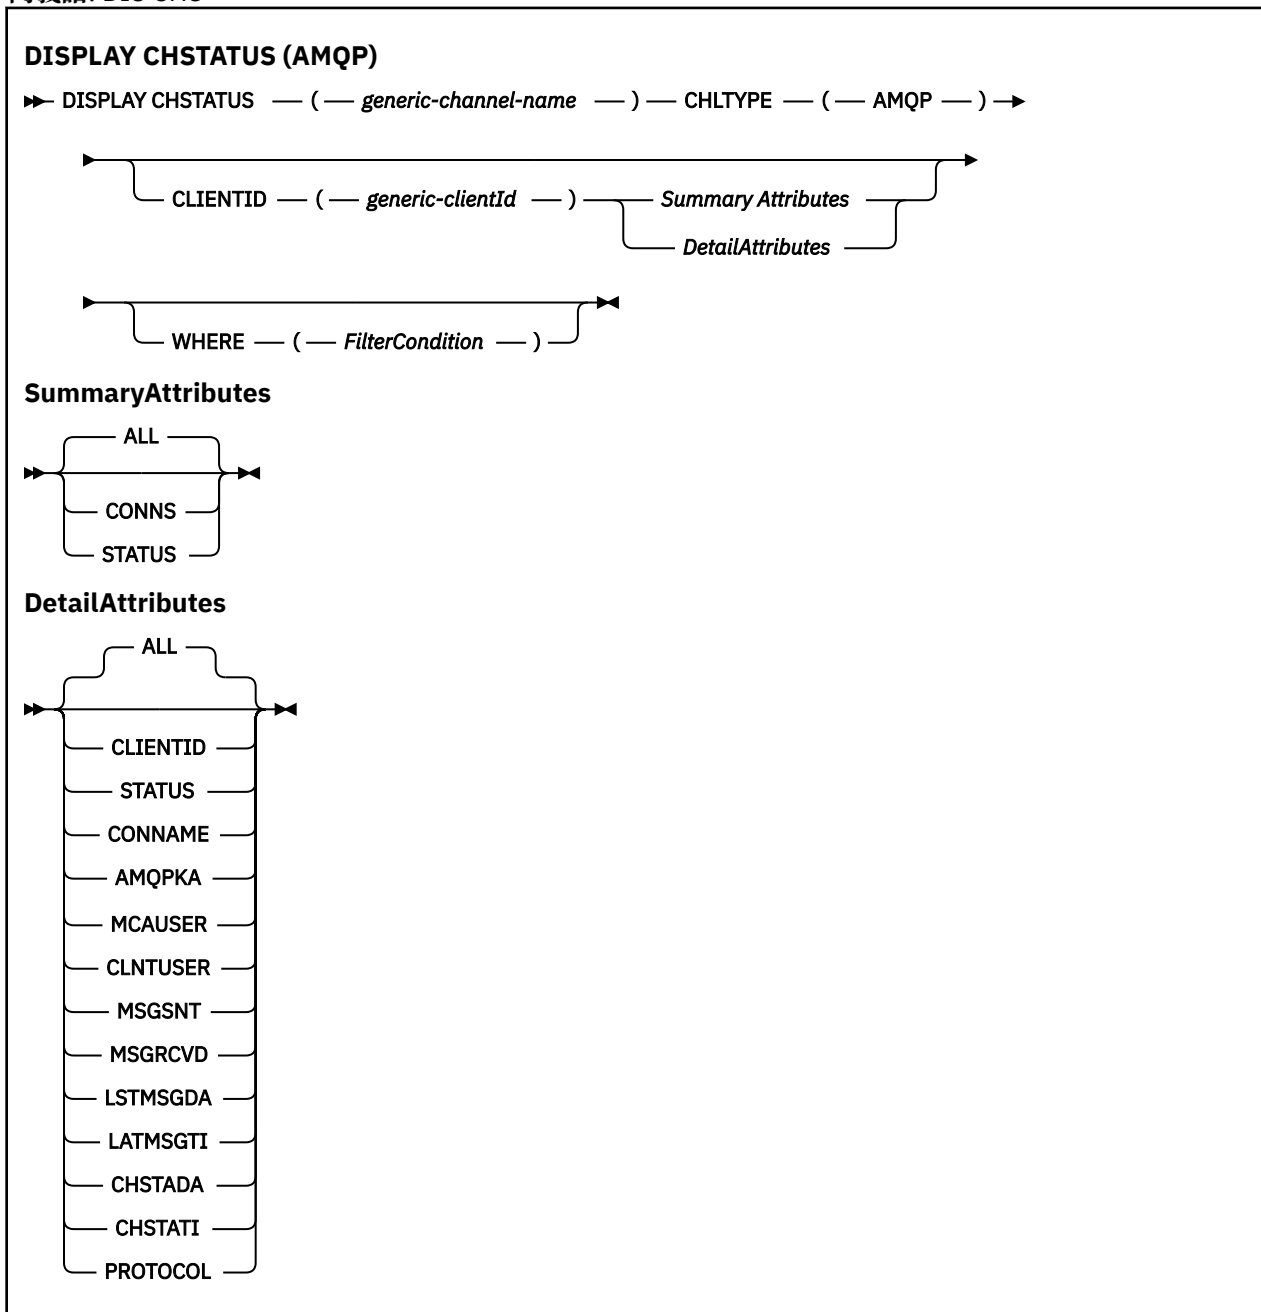 DISPLAY CHSTATUS (AMQP)
DISPLAY CHSTATUS ( generic-channel-name ) CHLTYPE ( AMQP )
CLIENTID ( generic-clientId ) Summary Attributes
DetailAttributes
WHERE ( FilterCondition )
SummaryAttributes
ALL
CONNS
STATUS
DetailAttributes
ALL
CLIENTID
STATUS
CONNAME
AMQPKA
MCAUSER
CLNTUSER
MSGSNT
MSGRCVD
LSTMSGDA
LATMSGTI
CHSTADA
CHSTATI
PROTOCOL